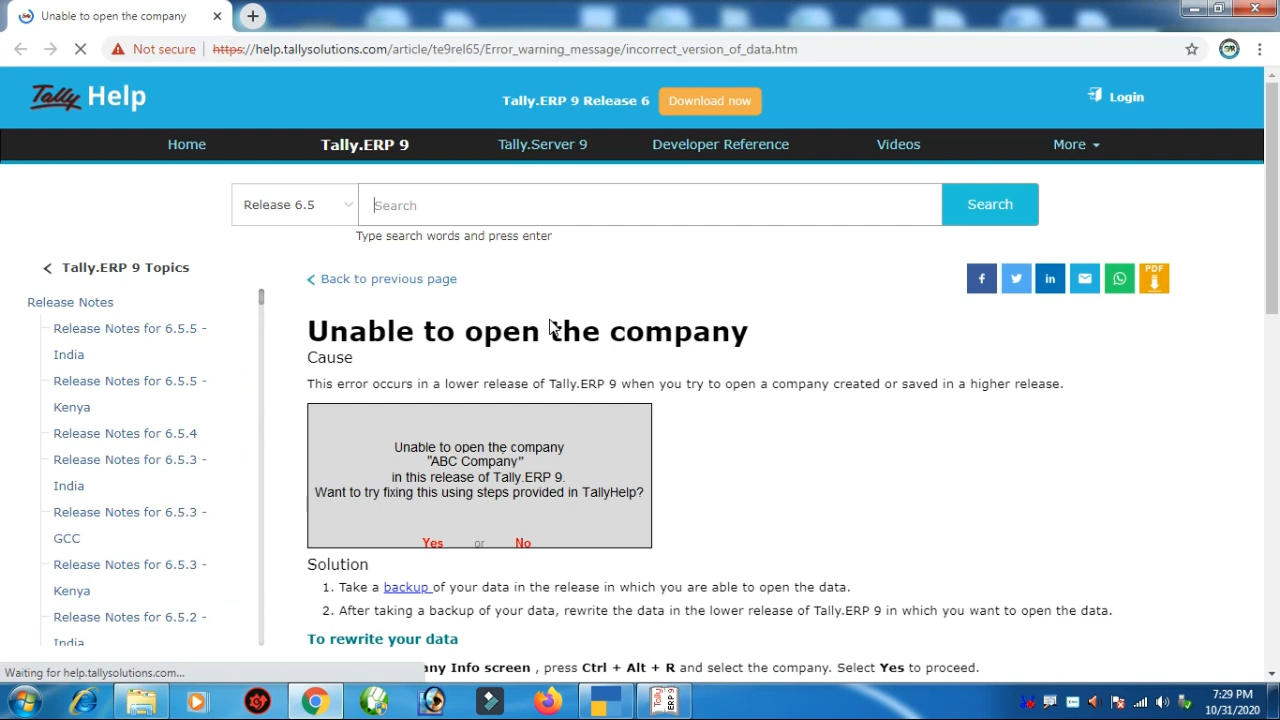 Unable to open the company
Not secure
https://help.tallysolutions.com/article/te9rel65/Error_warning_message/incorrect_version_of_data.htm
Tally Help
Tally.ERP 9 Release 6
Download now
Login
Home
Tally.ERP 9
Tally.Server 9
Developer Reference
Videos
More
Release 6.5
Search
Search
Type search words and press enter
Tally.ERP 9 Topics
Release Notes
Release Notes for 6.5.5 -
India
Release Notes for 6.5.5 -
Kenya
Release Notes for 6.5.4
Release Notes for 6.5.3 -
India
Release Notes for 6.5.3 -
GCC
Release Notes for 6.5.3 -
Kenya
Release Notes for 6.5.2 -
India
Back to previous page
PDF
Unable to open the company
Cause
This error occurs in a lower release of Tally.ERP 9 when you try to open a company created or saved in a higher release.
Unable to open the company
"ABC Company"
in this release of Tally.ERP 9.
Want to try fixing this using steps provided in TallyHelp?
Yes or No
Solution
1. Take a backup of your data in the release in which you are able to open the data.
2. After taking a backup of your data, rewrite the data in the lower release of Tally.ERP 9 in which you want to open the data.
To rewrite your data
any Info screen , press Ctrl + Alt + R and select the company. Select Yes to proceed.
Waiting for help.tallysolutions.com...
Tally
ERP 9
7:29 PM
10/31/2020